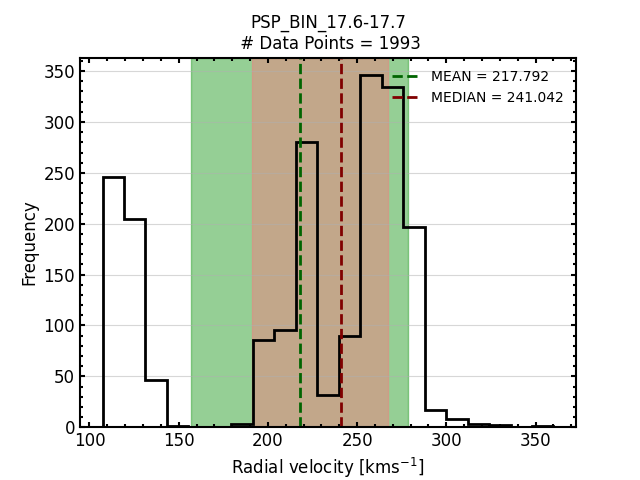 PSP_BIN_17.6-17.7
# Data Points = 1993
MEAN = 217.792
MEDIAN = 241.042
Frequency
350
300
250
200
150
100
50
0
100 150 200 250 300 350
Radial velocity [kms⁻¹]